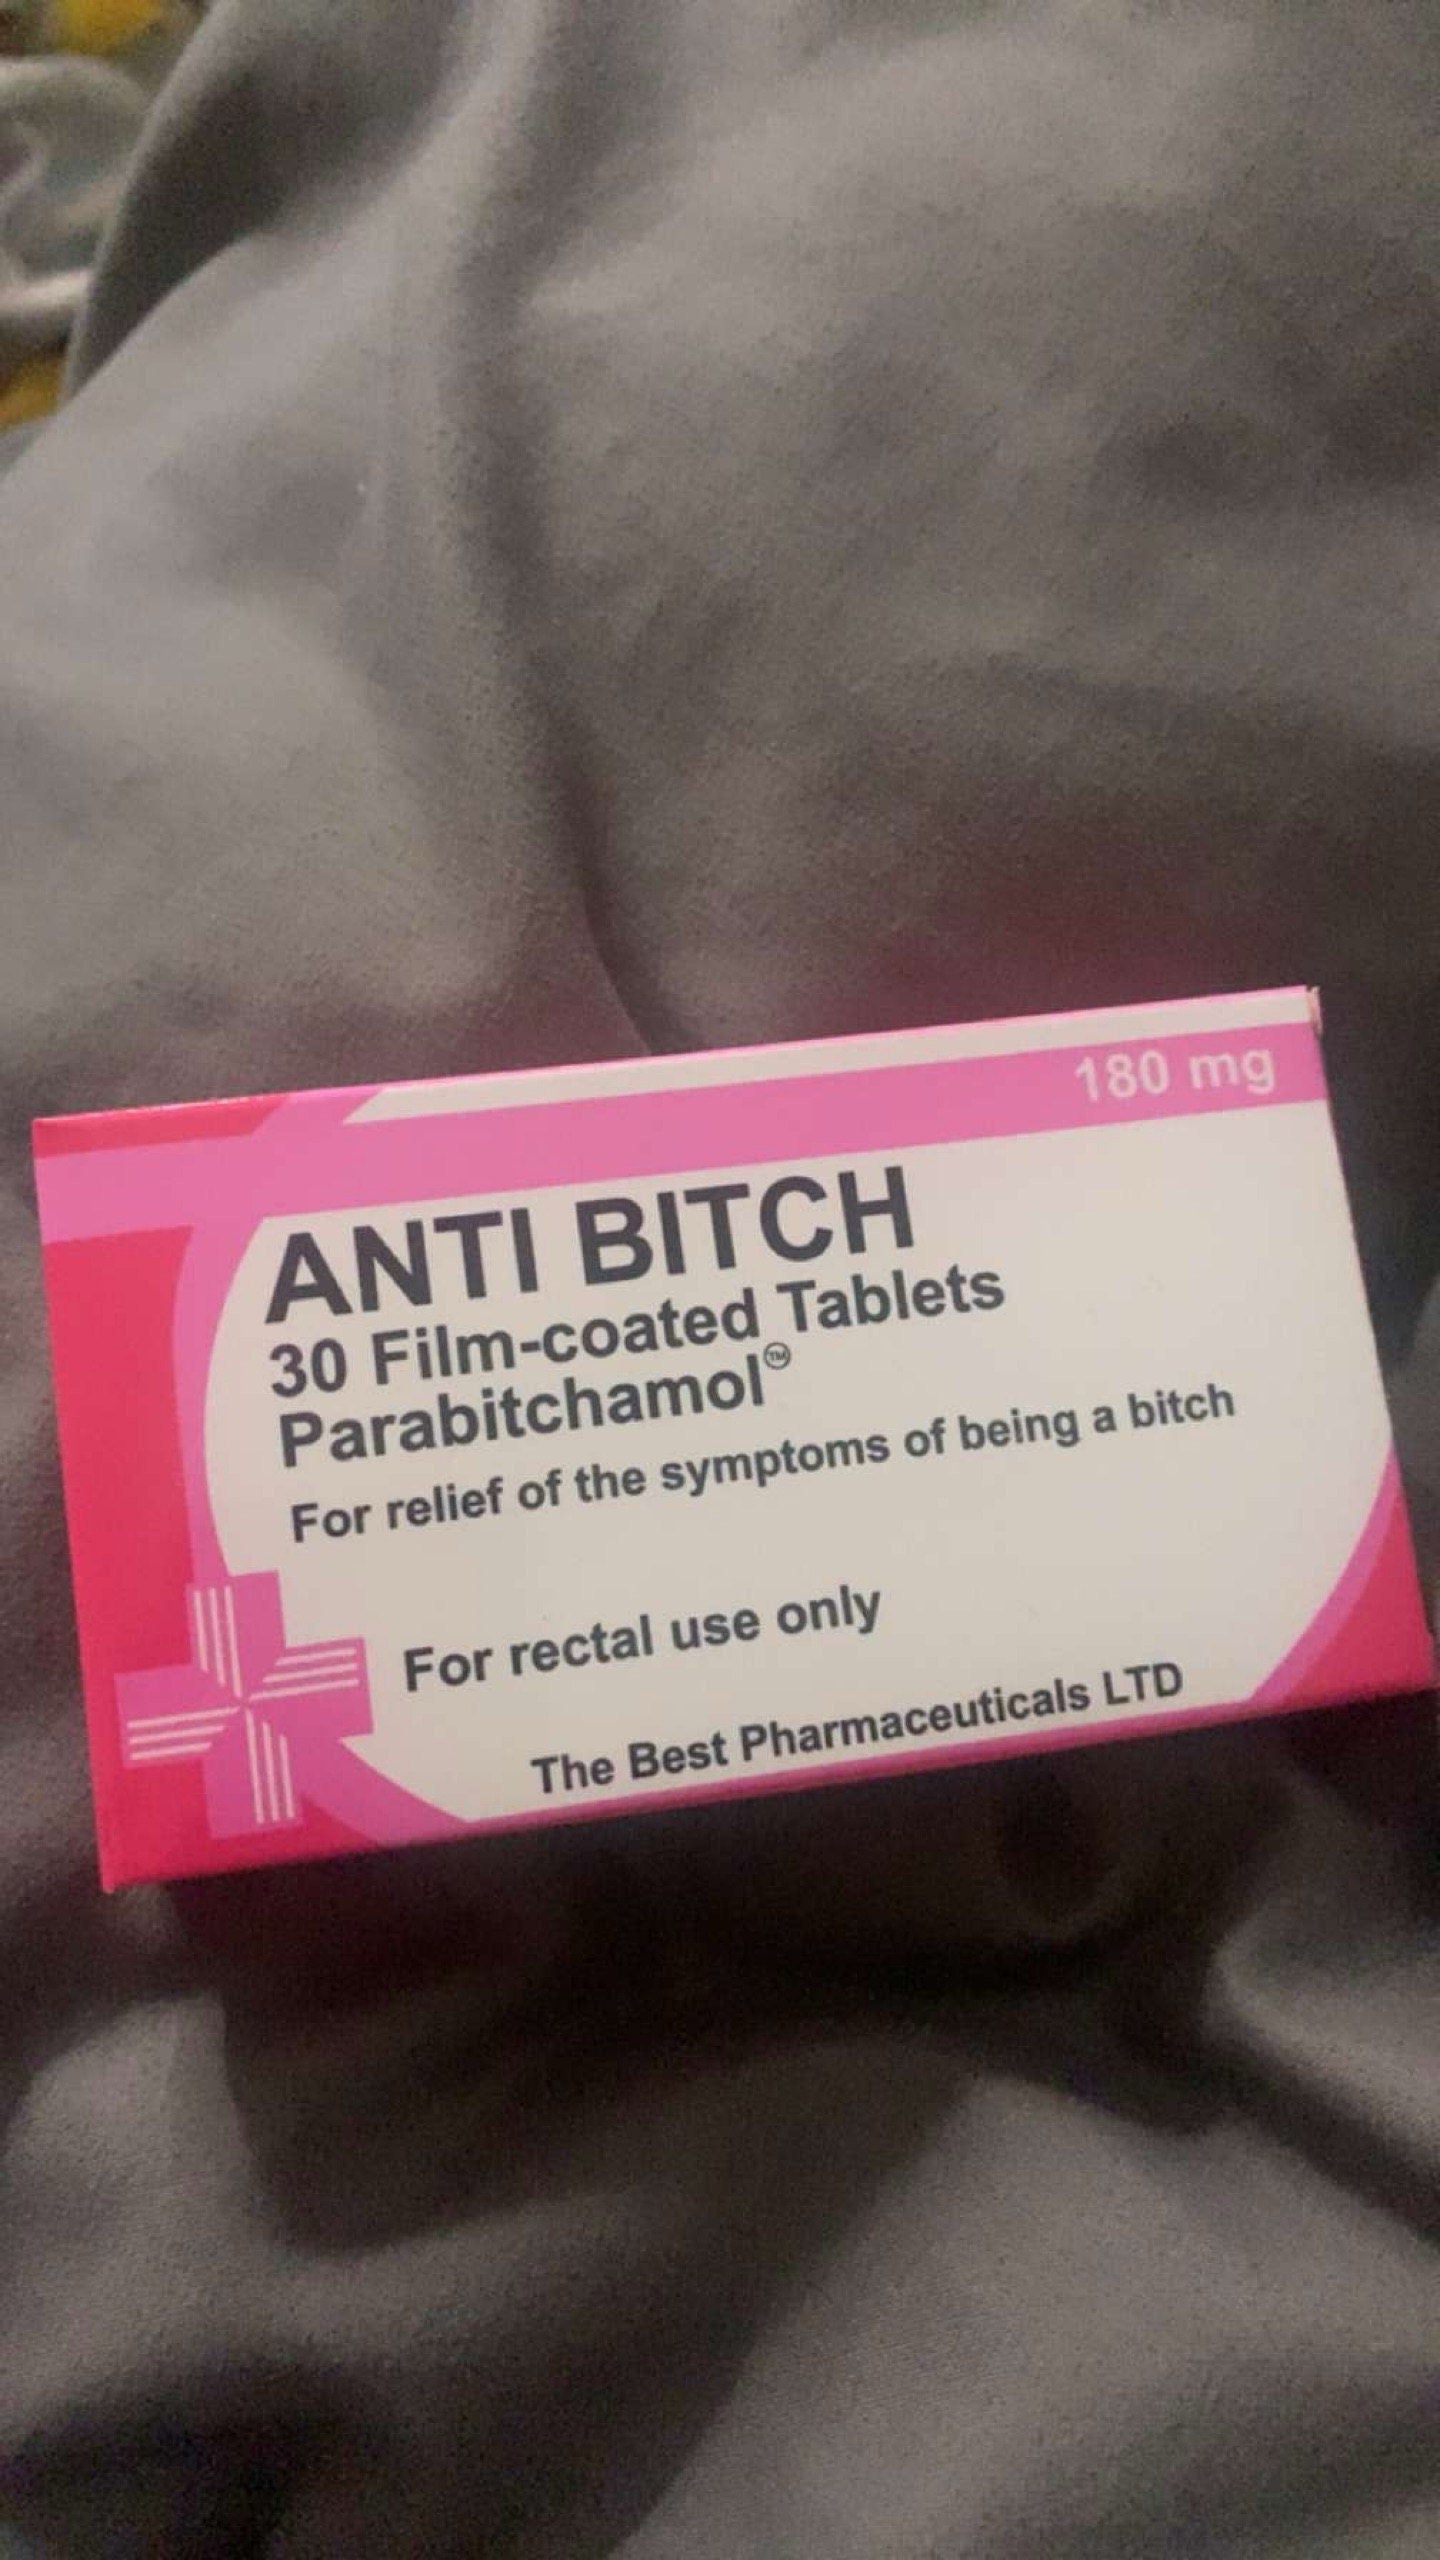 180 mg
ANTI BITCH
30 Film-coated Tablets
Parabitchamol™
For relief of the symptoms of being a bitch
For rectal use only
The Best Pharmaceuticals LTD